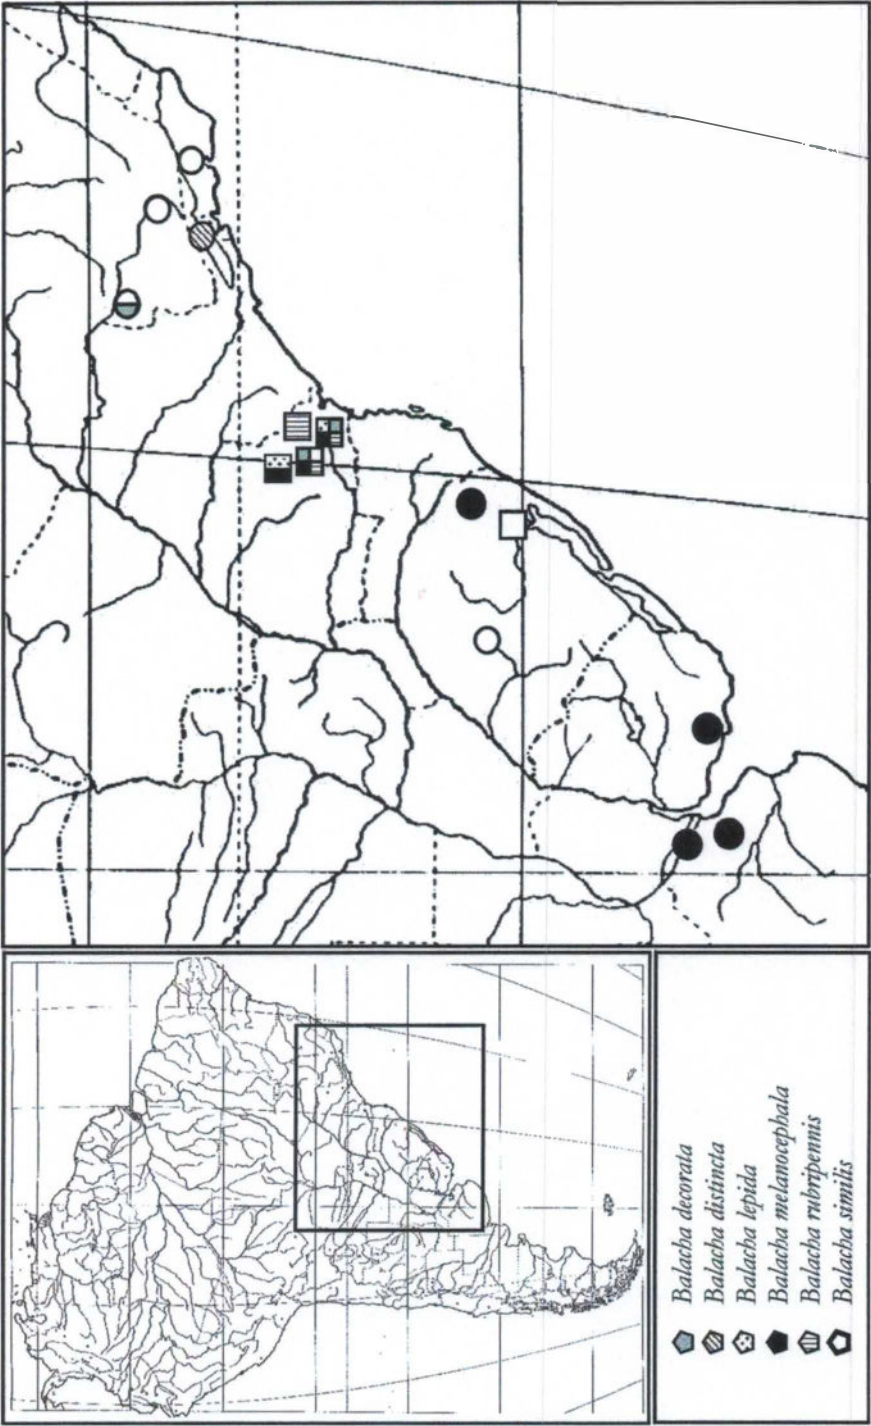 Balacha decorata
Balacha distincta
Balacha lepida
Balacha melanocephala
Balacha rubripennis
Balacha similis